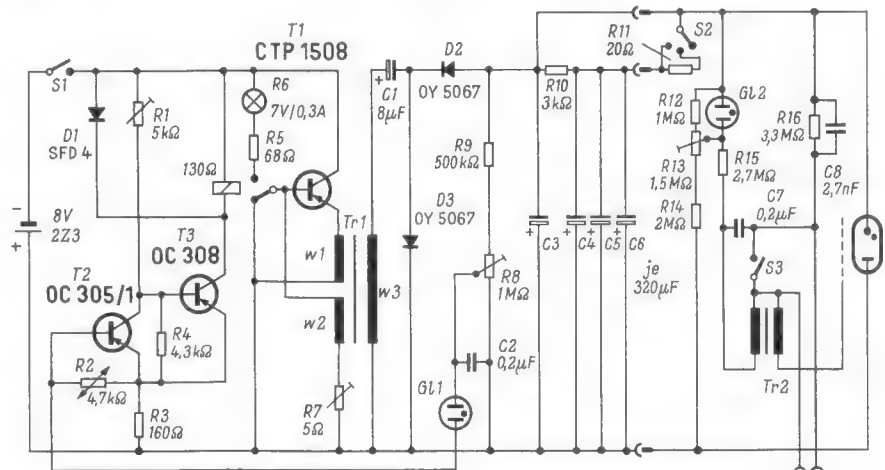 T1
CTP 1508
S1
D1
SFD 4
R1
5kΩ
130Ω
R6
7V/0,3A
R5
68Ω
+
C1
8µF
D2
OY 5067
D3
OY 5067
R9
500kΩ
R10
3kΩ
R11
20Ω
S2
R12
1MΩ
Gl2
R13
1,5MΩ
R14
2MΩ
R15
2,7MΩ
R16
3,3MΩ
C8
2,7nF
C7
0,2µF
S3
Tr2
-
8V
+
2Z3
T2
OC 305/1
T3
OC 308
R2
4,7kΩ
R4
4,3kΩ
R3
160Ω
Tr1
w1
w2
w3
R7
5Ω
R8
1MΩ
C2
0,2µF
Gl1
+
C3
+
C4
+
C5
+
C6
je
320µF